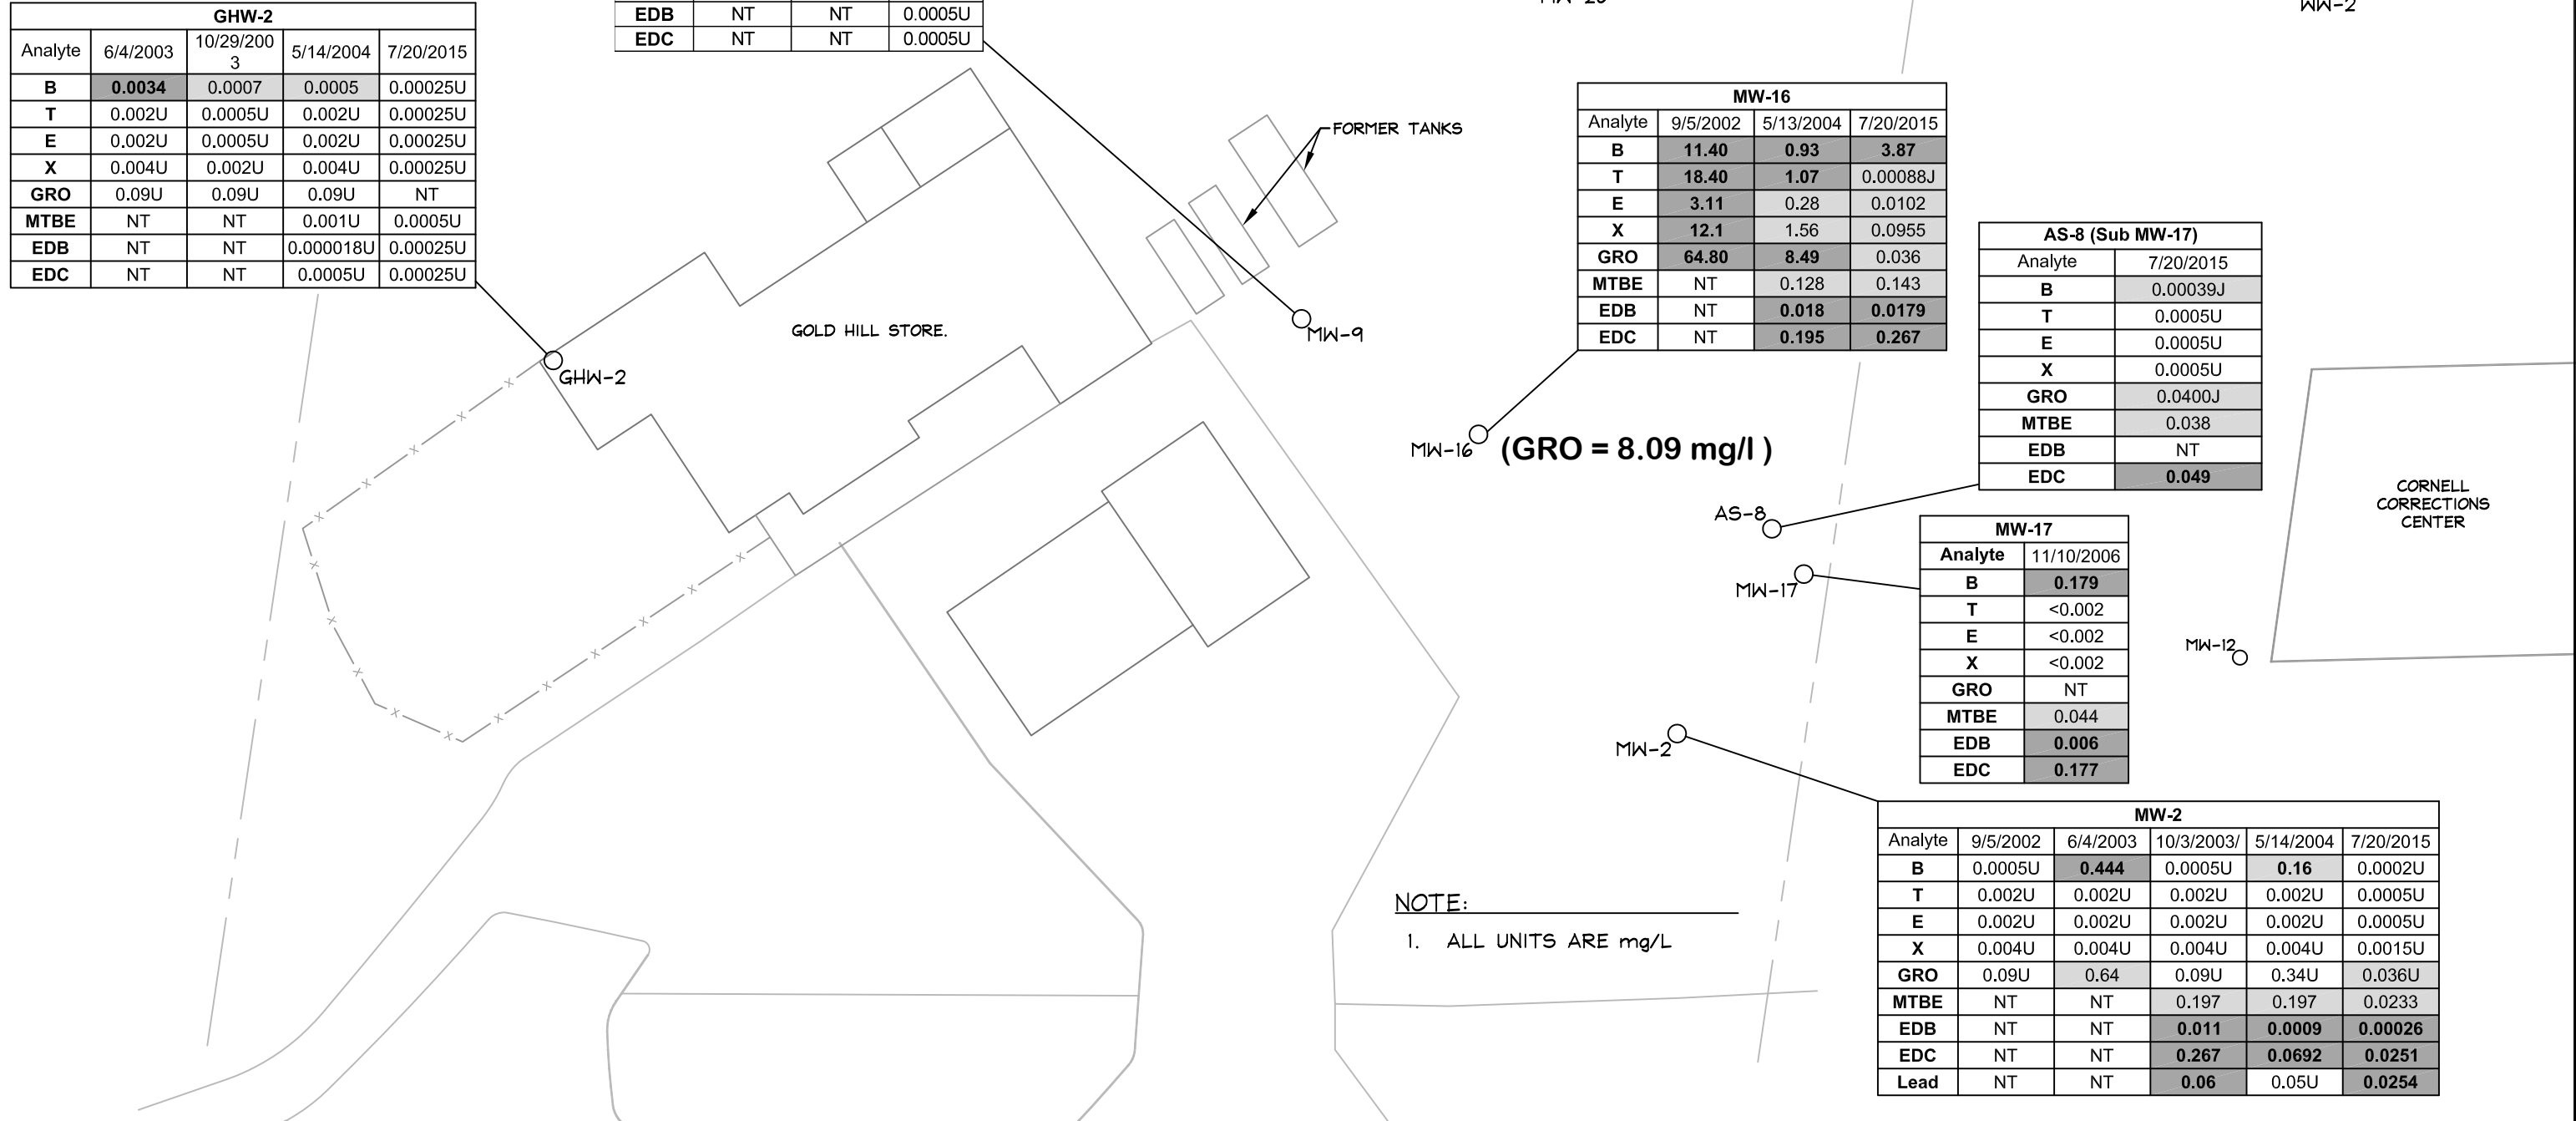 GHW-2
Analyte 6/4/2003 10/29/200 5/14/2004 7/20/2015
3
B 0.0034 0.0007 0.0005 0.00025U
T 0.002U 0.0005U 0.002U 0.00025U
E 0.002U 0.0005U 0.002U 0.00025U
X 0.004U 0.002U 0.004U 0.00025U
GRO 0.09U 0.09U 0.09U NT
MTBE NT NT 0.001U 0.0005U
EDB NT NT 0.000018U 0.00025U
EDC NT NT 0.0005U 0.00025U
EDB NT NT 0.0005U
EDC NT NT 0.0005U
FORMER TANKS
GOLD HILL STORE.
MW-9
GHW-2
MW-16
Analyte 9/5/2002 5/13/2004 7/20/2015
B 11.40 0.93 3.87
T 18.40 1.07 0.00088J
E 3.11 0.28 0.0102
X 12.1 1.56 0.0955
GRO 64.80 8.49 0.036
MTBE NT 0.128 0.143
EDB NT 0.018 0.0179
EDC NT 0.195 0.267
MW-16
(GRO = 8.09 mg/l )
AS-8 (Sub MW-17)
Analyte 7/20/2015
B 0.00039J
T 0.0005U
E 0.0005U
X 0.0005U
GRO 0.0400J
MTBE 0.038
EDB NT
EDC 0.049
AS-8
CORNELL
CORRECTIONS
CENTER
MW-17
Analyte 11/10/2006
B 0.179
T <0.002
E <0.002
X <0.002
GRO NT
MTBE 0.044
EDB 0.006
EDC 0.177
MW-17
MW-12
MW-2
MW-2
Analyte 9/5/2002 6/4/2003 10/3/2003/ 5/14/2004 7/20/2015
B 0.0005U 0.444 0.0005U 0.16 0.0002U
T 0.002U 0.002U 0.002U 0.002U 0.0005U
E 0.002U 0.002U 0.002U 0.002U 0.0005U
X 0.004U 0.004U 0.004U 0.004U 0.0015U
GRO 0.09U 0.64 0.09U 0.34U 0.036U
MTBE NT NT 0.197 0.197 0.0233
EDB NT NT 0.011 0.0009 0.00026
EDC NT NT 0.267 0.0692 0.0251
Lead NT NT 0.06 0.05U 0.0254
NOTE:
1. ALL UNITS ARE mg/L